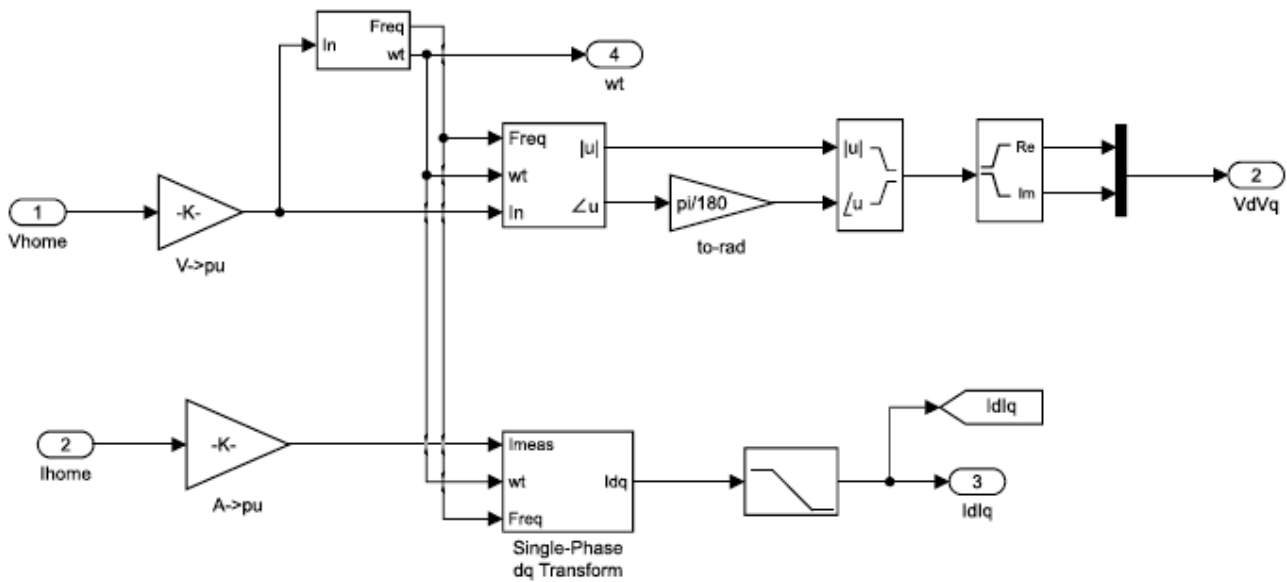 Freq
In
wt
4
wt
Freq
|u|
|u|
Re
wt
pi/180
1
-K-
In
∠u
∠u
Im
2
Vhome
to-rad
VdVq
V->pu
IdIq
2
-K-
Imeas
Ihome
wt
Idq
3
A->pu
Freq
IdIq
Single-Phase
dq Transform